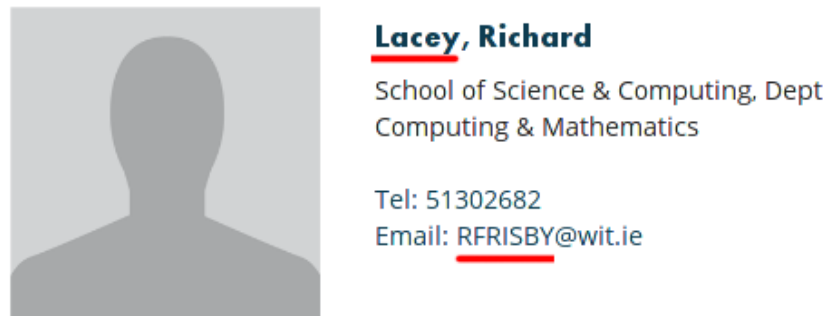 Lacey, Richard
School of Science & Computing, Dept
Computing & Mathematics
Tel: 51302682
Email: RFRISBY@wit.ie